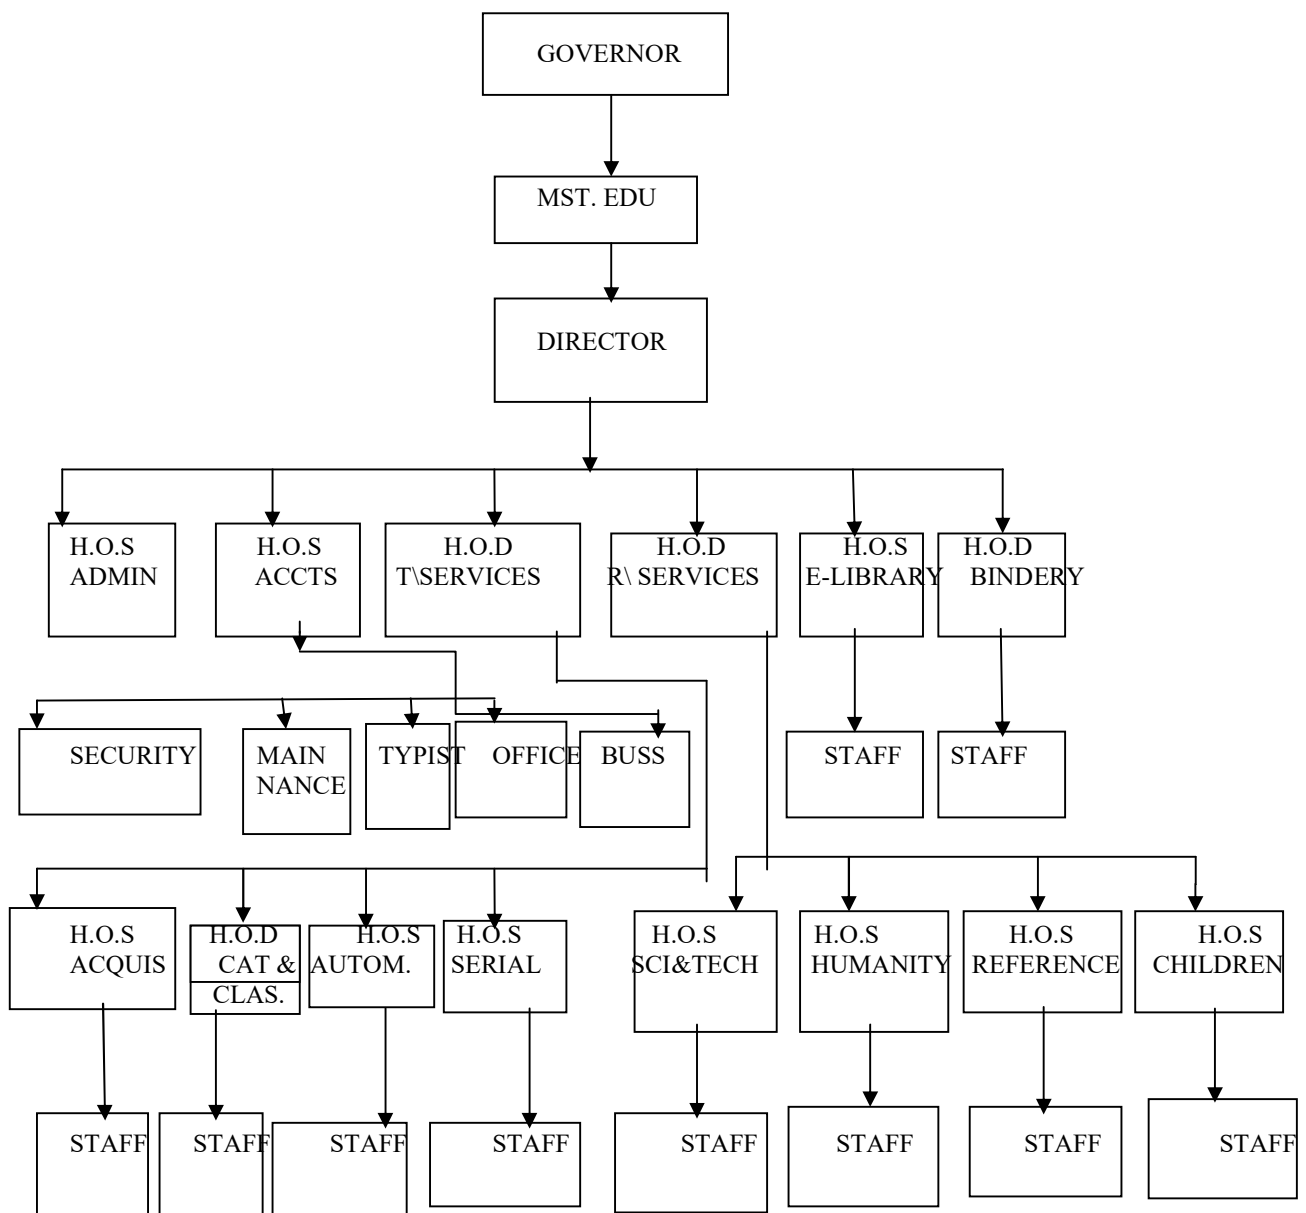 GOVERNOR
MST. EDU
DIRECTOR
H.O.S
ADMIN
H.O.S
ACCTS
H.O.D
T\SERVICES
H.O.D
R\ SERVICES
H.O.S
E-LIBRARY
H.O.D
BINDERY
SECURITY
MAIN
NANCE
TYPIST
OFFICE
BUSS
STAFF
STAFF
H.O.S
ACQUIS
H.O.D
CAT &
CLAS.
H.O.S
AUTOM.
H.O.S
SERIAL
H.O.S
SCI&TECH
H.O.S
HUMANITY
H.O.S
REFERENCE
H.O.S
CHILDREN
STAFF
STAFF
STAFF
STAFF
STAFF
STAFF
STAFF
STAFF